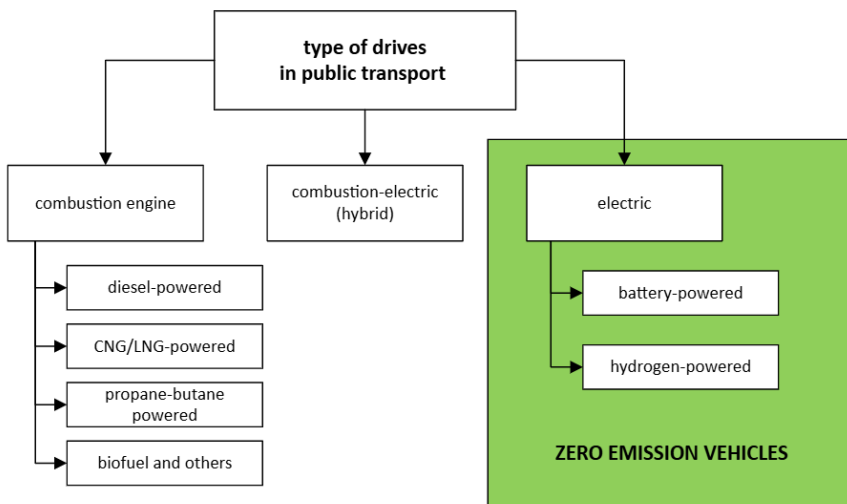 type of drives
in public transport
combustion engine
combustion-electric
(hybrid)
electric
diesel-powered
CNG/LNG-powered
propane-butane
powered
biofuel and others
battery-powered
hydrogen-powered
ZERO EMISSION VEHICLES